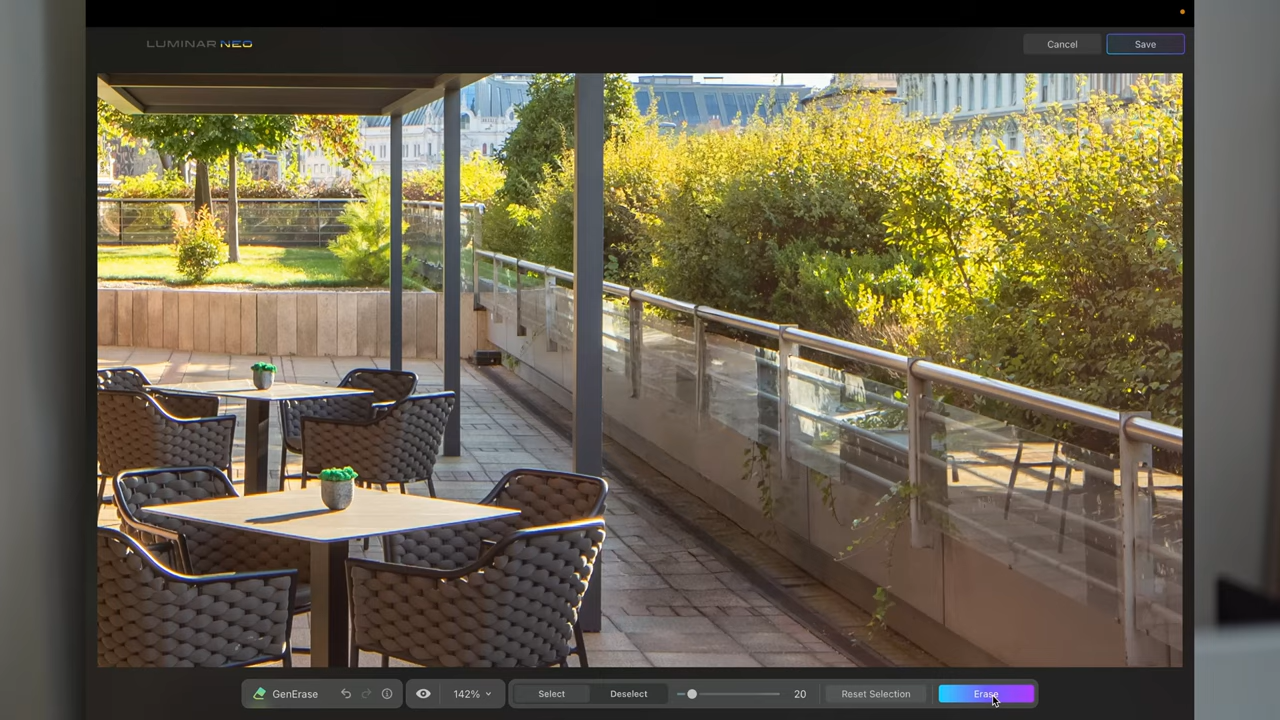 LUMINAR NEO
Cancel
Save
GenErase
142%
Select
Deselect
20
Reset Selection
Erase